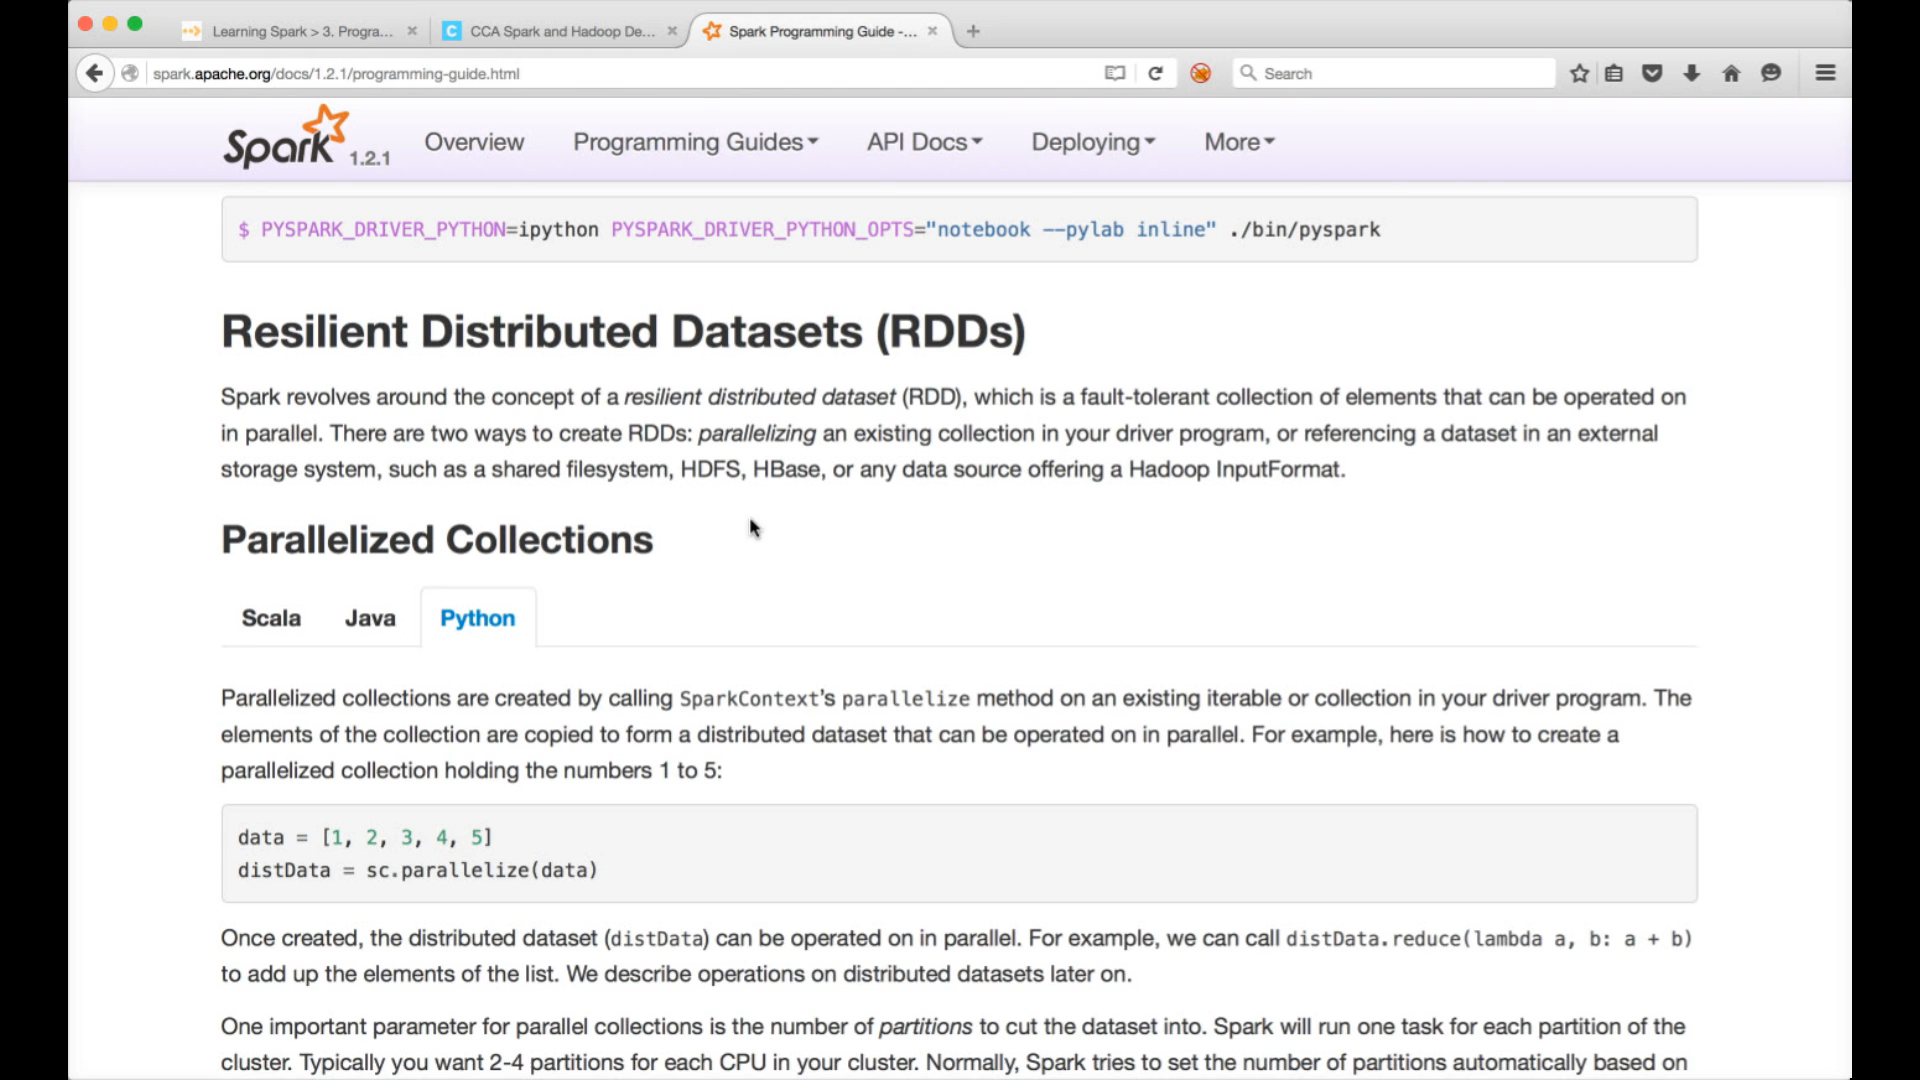 Learning Spark > 3. Progra...
CCA Spark and Hadoop De...
Spark Programming Guide -...
spark.apache.org/docs/1.2.1/programming-guide.html
Search
Spark 1.2.1
Overview
Programming Guides
API Docs
Deploying
More
$ PYSPARK_DRIVER_PYTHON=ipython PYSPARK_DRIVER_PYTHON_OPTS="notebook --pylab inline" ./bin/pyspark
Resilient Distributed Datasets (RDDs)
Spark revolves around the concept of a resilient distributed dataset (RDD), which is a fault-tolerant collection of elements that can be operated on
in parallel. There are two ways to create RDDs: parallelizing an existing collection in your driver program, or referencing a dataset in an external
storage system, such as a shared filesystem, HDFS, HBase, or any data source offering a Hadoop InputFormat.
Parallelized Collections
Scala
Java
Python
Parallelized collections are created by calling SparkContext's parallelize method on an existing iterable or collection in your driver program. The
elements of the collection are copied to form a distributed dataset that can be operated on in parallel. For example, here is how to create a
parallelized collection holding the numbers 1 to 5:
data = [1, 2, 3, 4, 5]
distData = sc.parallelize(data)
Once created, the distributed dataset (distData) can be operated on in parallel. For example, we can call distData.reduce(lambda a, b: a + b)
to add up the elements of the list. We describe operations on distributed datasets later on.
One important parameter for parallel collections is the number of partitions to cut the dataset into. Spark will run one task for each partition of the
cluster. Typically you want 2-4 partitions for each CPU in your cluster. Normally, Spark tries to set the number of partitions automatically based on